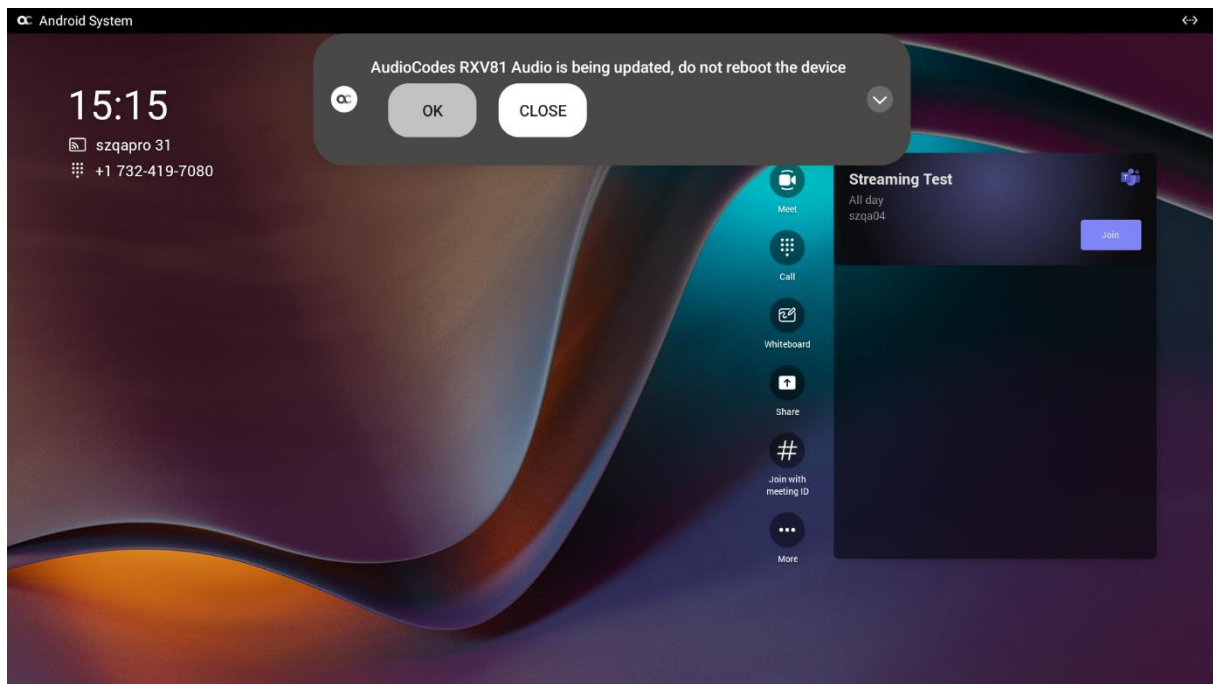 Android System
AudioCodes RXV81 Audio is being updated, do not reboot the device
OK
CLOSE
15:15
szqapro 31
+1 732-419-7080
Meet
Call
Whiteboard
Share
Join with
meeting ID
More
Streaming Test
All day
szqa04
Join